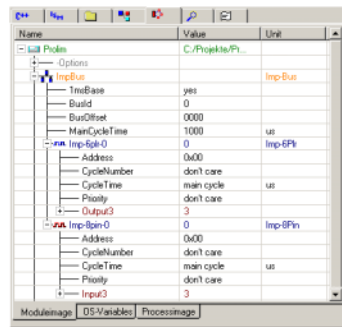 C++
Name Value Unit
Prolim C:/Projekte/Pr...
-Options
ImpBus Imp-Bus
1msBase yes
BusId 0
BusOffset 0000
MainCycleTime 1000 us
Imp-6plr-0 0 Imp-6Plr
Address 0x00
CycleNumber don't care
CycleTime main cycle us
Priority don't care
Output3 3
Imp-8pin-0 0 Imp-8Pin
Address 0x00
CycleNumber don't care
CycleTime main cycle us
Priority don't care
Input3 3
Moduleimage OS-Variables Processimage